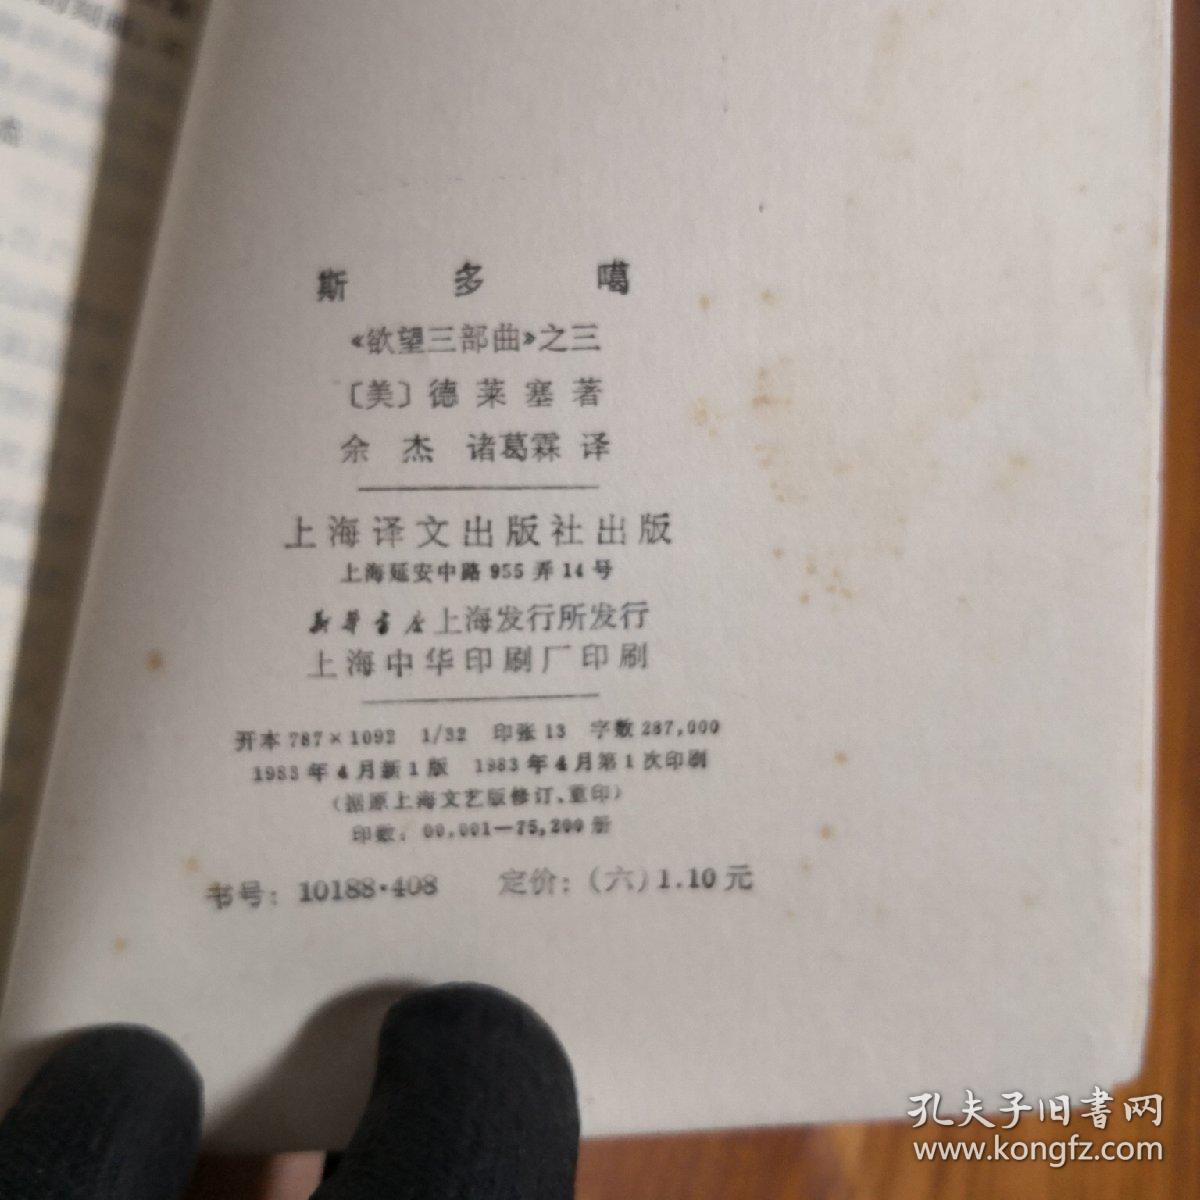 斯多噶
《欲望三部曲》之三
〔美〕德莱塞著
余杰 诸葛霖 译
上海译文出版社出版
上海延安中路955弄14号
新华书店上海发行所发行
上海中华印刷厂印刷
开本787×1092 1/32 印张13 字数287,000
1983年4月新1版 1983年4月第1次印刷
(据原上海文艺版修订、重印)
印数:00,001—75,200册
书号:10188·408 定价:(六)1.10元
孔夫子旧書网
www.kongfz.com